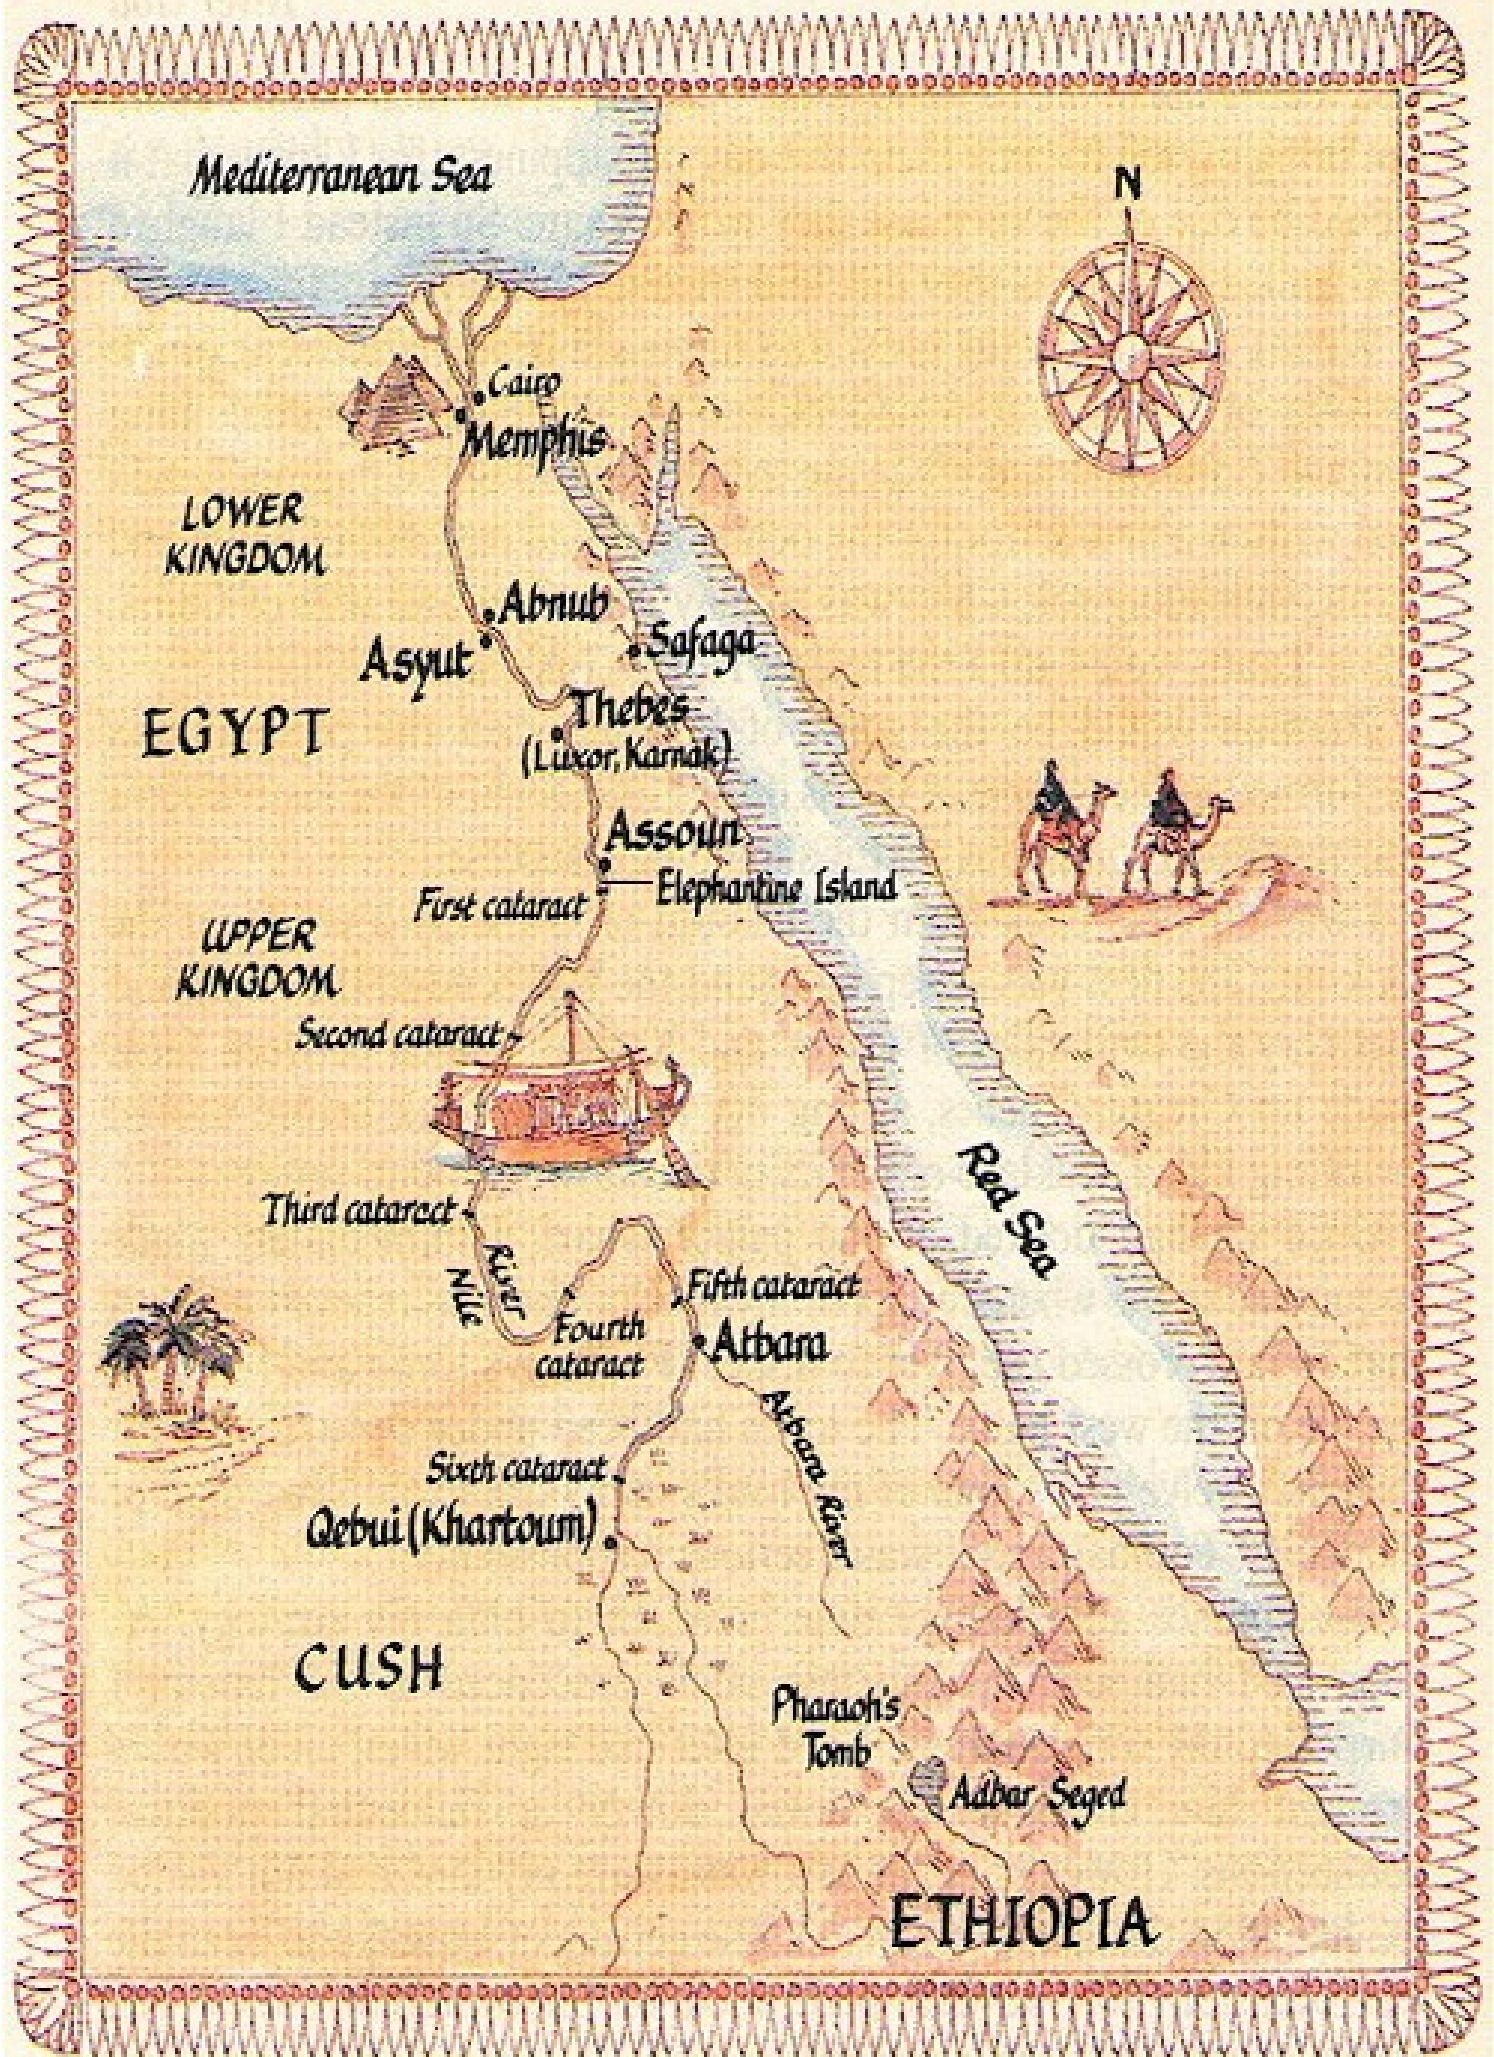 Mediterranean Sea
N
Cairo
Memphis
LOWER
KINGDOM
Abnub
Asyut
Safaga
Thebes
(Luxor, Karnak)
EGYPT
Assoun
Elephantine Island
First cataract
UPPER
KINGDOM
Second cataract
Red Sea
Third cataract
River
Nile
Fifth cataract
Fourth
cataract
Atbara
Atbara River
Sixth cataract
Qebui (Khartoum)
CUSH
Pharaoh's
Tomb
Adbar Seged
ETHIOPIA